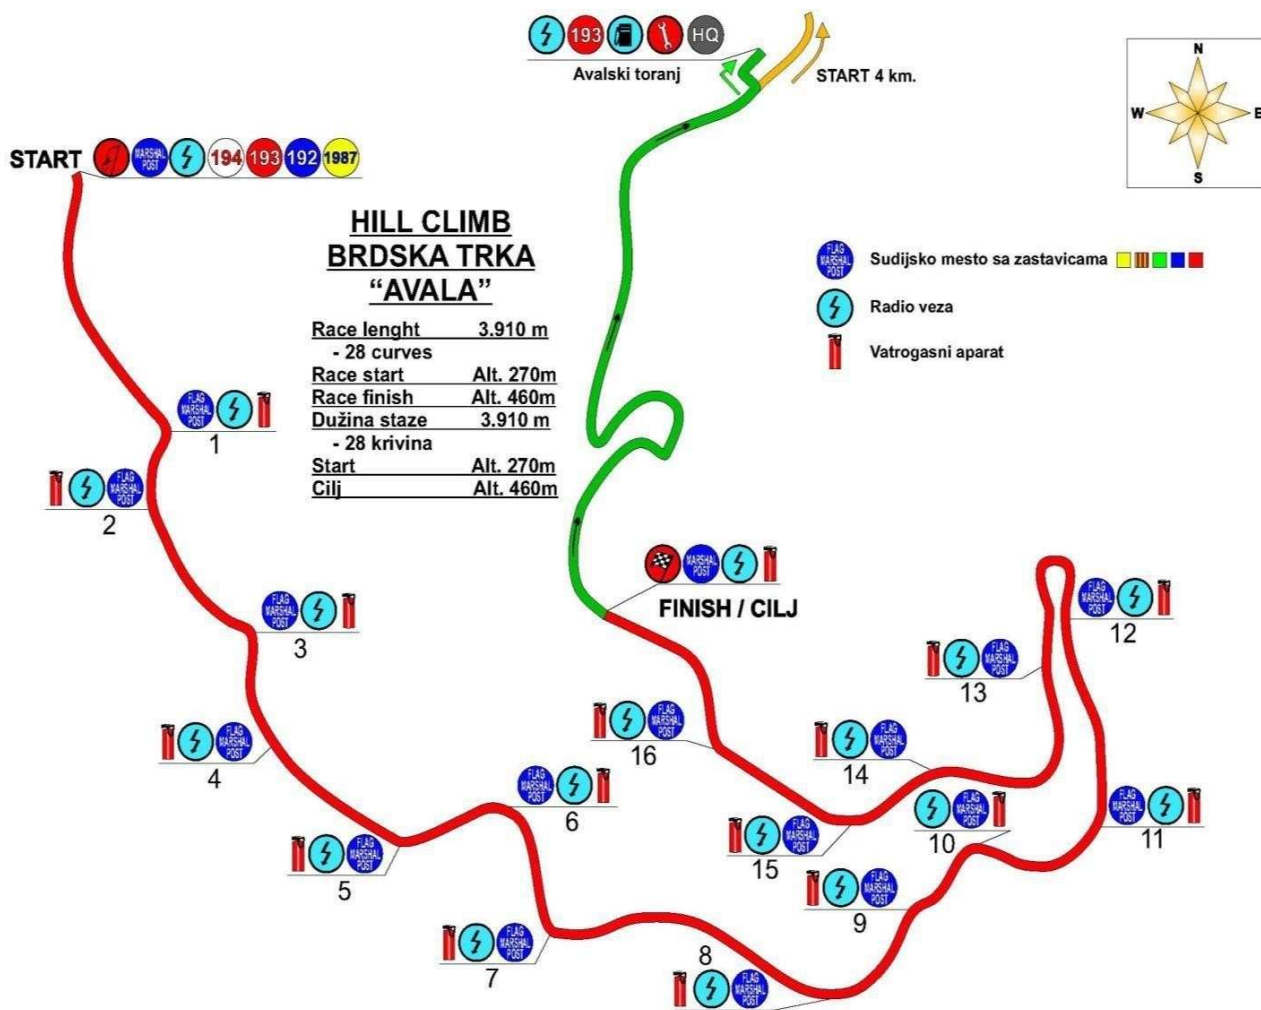 193 HQ
Avalski toranj
START 4 km.
N
W E
S
START MARSHAL POST 194 193 192 1987
HILL CLIMB
BRDSKA TRKA
“AVALA”
Race lenght 3.910 m
- 28 curves
Race start Alt. 270m
Race finish Alt. 460m
Dužina staze 3.910 m
- 28 krivina
Start Alt. 270m
Cilj Alt. 460m
FLAG MARSHAL POST Sudijsko mesto sa zastavicama
Radio veza
Vatrogasni aparat
FLAG MARSHAL POST
1
FLAG MARSHAL POST
2
FLAG MARSHAL POST
3
FLAG MARSHAL POST
4
FLAG MARSHAL POST
5
FLAG MARSHAL POST
6
FLAG MARSHAL POST
7
8
FLAG MARSHAL POST
FLAG MARSHAL POST
9
FLAG MARSHAL POST
10
FLAG MARSHAL POST
11
FLAG MARSHAL POST
12
FLAG MARSHAL POST
13
FLAG MARSHAL POST
14
FLAG MARSHAL POST
15
FLAG MARSHAL POST
16
MARSHAL POST
FINISH / CILJ